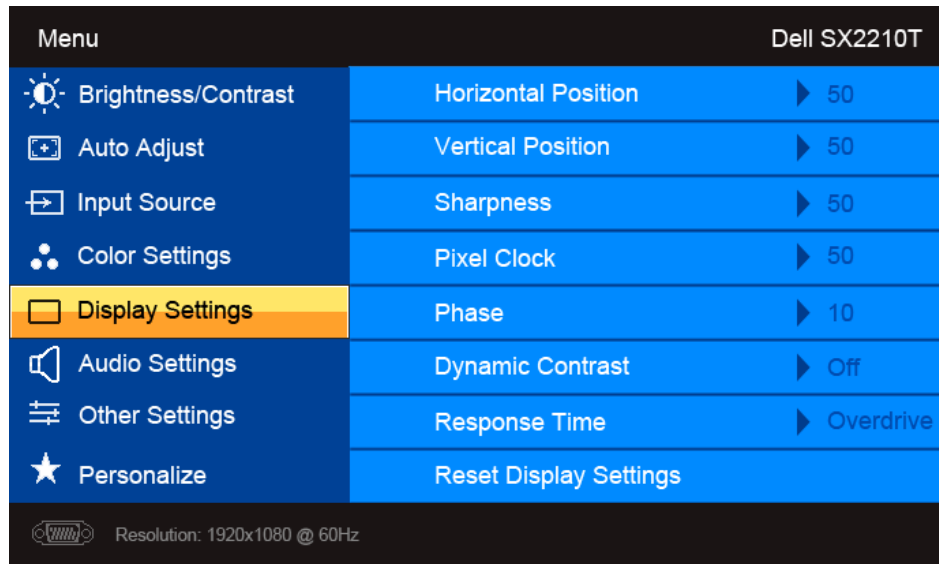 Menu
Dell SX2210T
Brightness/Contrast
Auto Adjust
Input Source
Color Settings
Display Settings
Audio Settings
Other Settings
Personalize
Horizontal Position 50
Vertical Position 50
Sharpness 50
Pixel Clock 50
Phase 10
Dynamic Contrast Off
Response Time Overdrive
Reset Display Settings
Resolution: 1920x1080 @ 60Hz